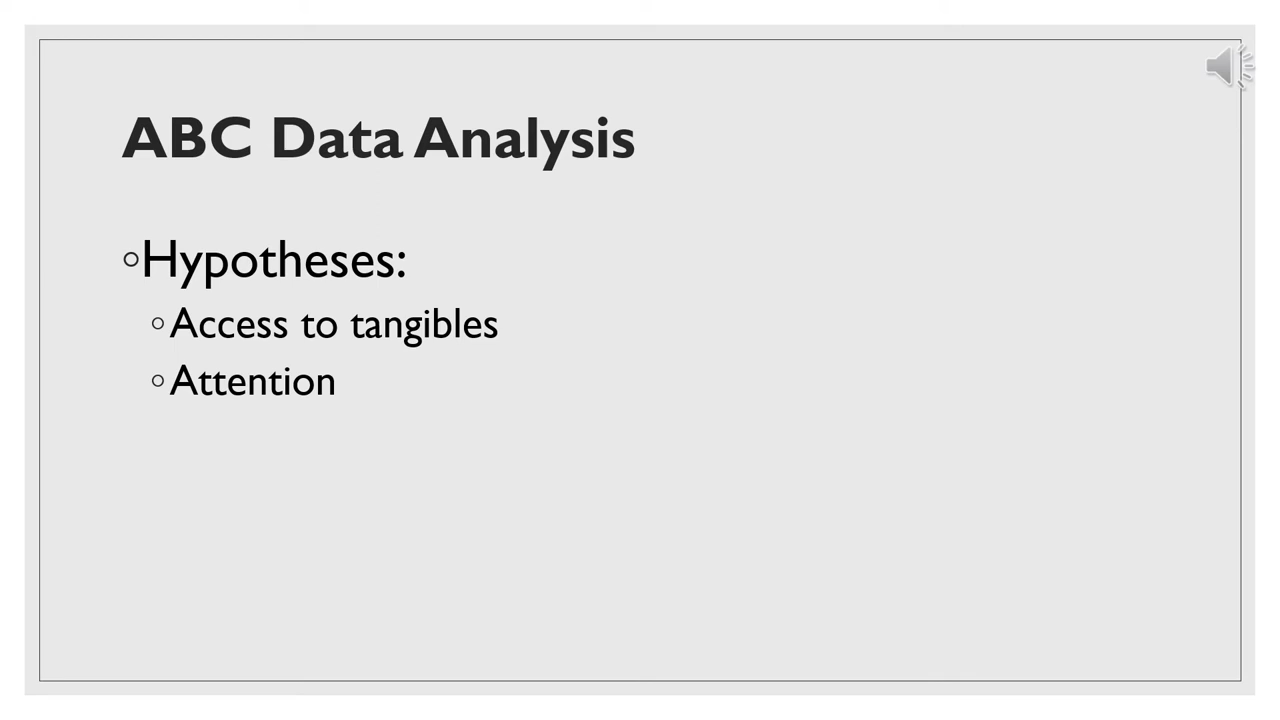 ABC Data Analysis
◦Hypotheses:
◦Access to tangibles
◦Attention